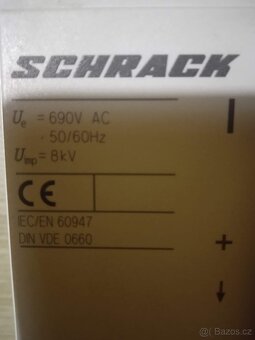 SCHRACK
Ue = 690V AC
- 50/60Hz
Uimp = 8kV
CE
IEC/EN 60947
DIN VDE 0660
+
Bazos.cz